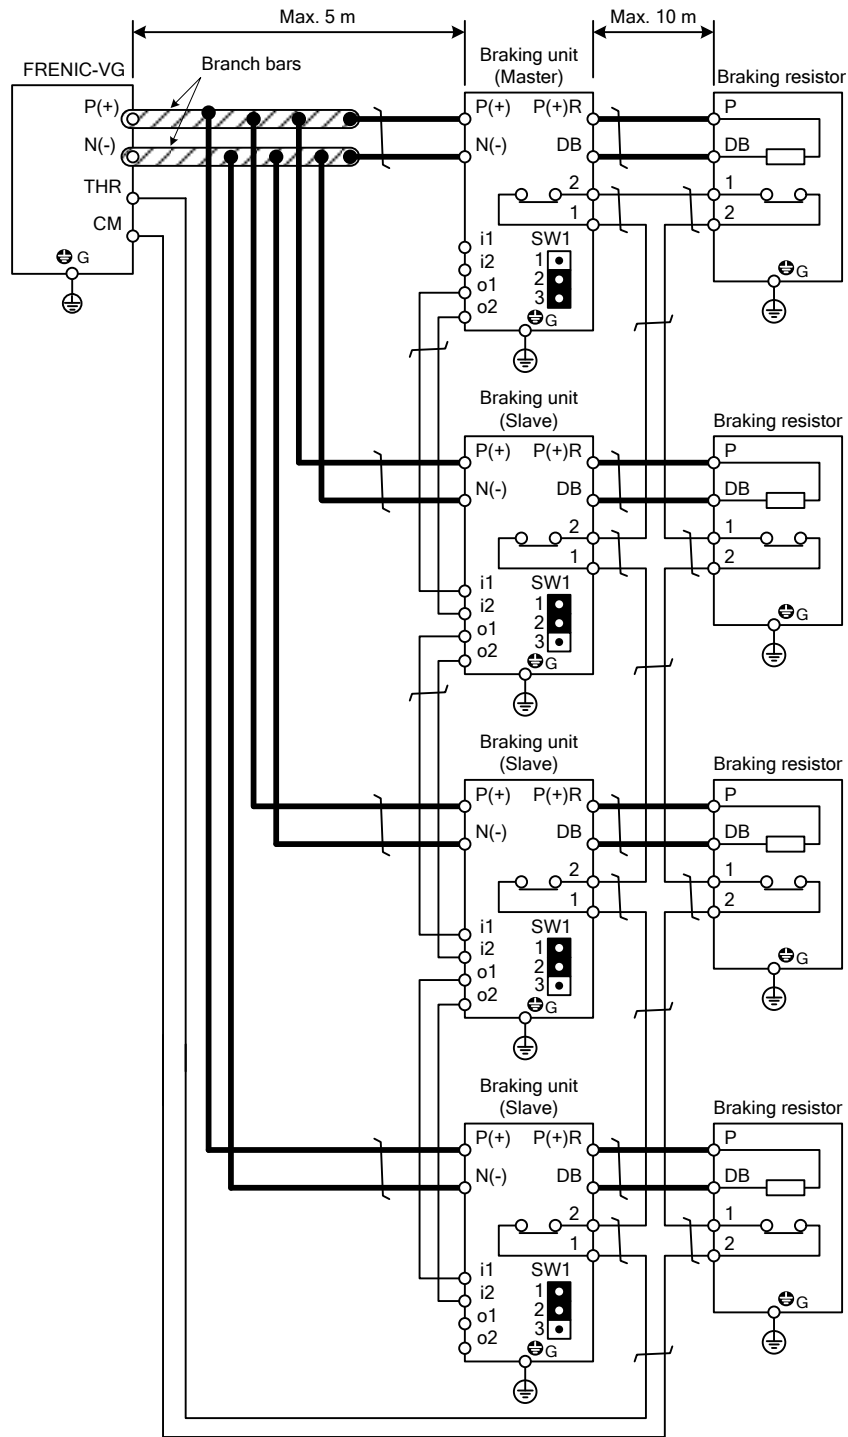 Max. 5 m
Max. 10 m
FRENIC-VG
Branch bars
P(+)
N(-)
THR
CM
G
Braking unit
(Master)
P(+)
P(+)R
N(-)
DB
2
1
i1
i2
o1
o2
SW1
1
2
3
G
Braking resistor
P
DB
1
2
G
Braking unit
(Slave)
P(+)
P(+)R
N(-)
DB
2
1
i1
i2
o1
o2
SW1
1
2
3
G
Braking resistor
P
DB
1
2
G
Braking unit
(Slave)
P(+)
P(+)R
N(-)
DB
2
1
i1
i2
o1
o2
SW1
1
2
3
G
Braking resistor
P
DB
1
2
G
Braking unit
(Slave)
P(+)
P(+)R
N(-)
DB
2
1
i1
i2
o1
o2
SW1
1
2
3
G
Braking resistor
P
DB
1
2
G